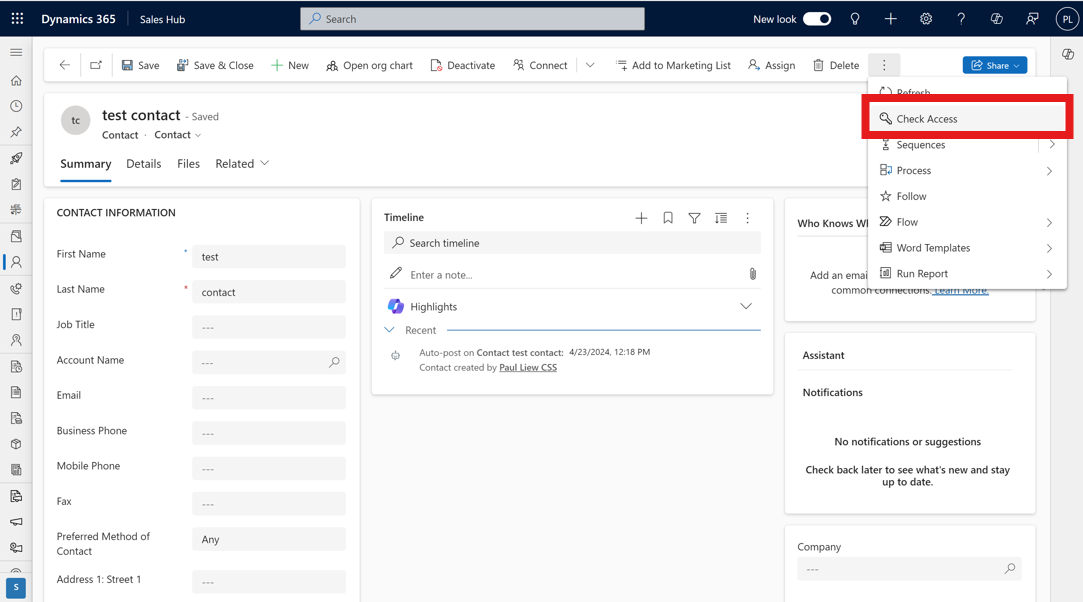 Dynamics 365 Sales Hub Search New look PL
Save Save & Close New Open org chart Deactivate Connect Add to Marketing List Assign Delete Share
Refresh
Check Access
Sequences
Process
Follow
Flow
Word Templates
Run Report
tc
test contact - Saved
Contact · Contact
Summary Details Files Related
CONTACT INFORMATION
First Name * test
Last Name * contact
Job Title ---
Account Name ---
Email ---
Business Phone ---
Mobile Phone ---
Fax ---
Preferred Method of
Contact
Any
Address 1: Street 1 ---
Timeline
Search timeline
Enter a note...
Highlights
Recent
Auto-post on Contact test contact: 4/23/2024, 12:18 PM
Contact created by Paul Liew CSS
Who Knows
Add an email
common connections. Learn More.
Assistant
Notifications
No notifications or suggestions
Check back later to see what's new and stay
up to date.
Company
---
S